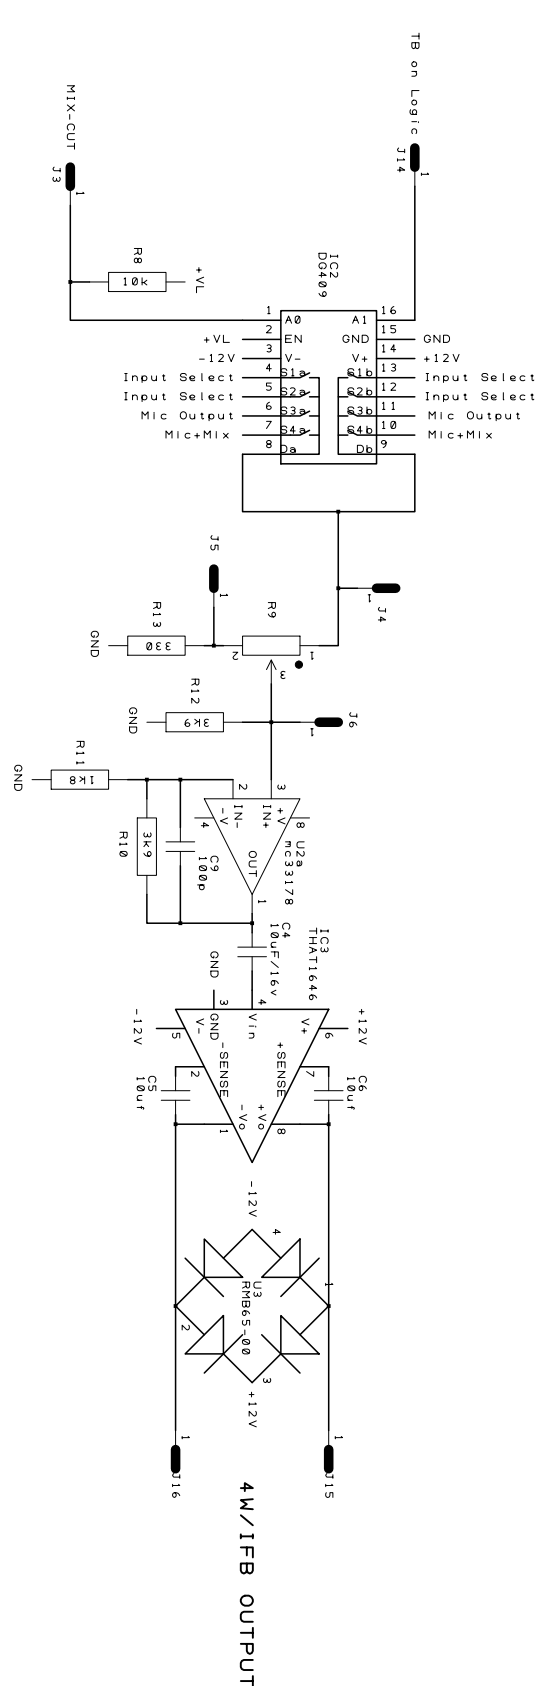 TB on Logic
J14
1
MIX-CUT
J3
1
R8
10k
+VL
IC2
DG409
1 A0 A1 16
+VL 2 EN GND 15 GND
-12V 3 V- V+ 14 +12V
Input Select 4 S1a S1b 13 Input Select
Input Select 5 S2a S2b 12 Input Select
Mic Output 6 S3a S3b 11 Mic Output
Mic+Mix 7 S4a S4b 10 Mic+Mix
8 Da Db 9
J5
1
J4
1
R13
330
GND
R9
2
1
3
R12
3k9
GND
J6
1
R11
1k8
GND
R10
3k9
C9
100p
2
IN-
3
IN+
-V
4
+V
8
OUT
1
U2a
MC33178
C4
10uF/16v
IC3
THAT1646
GND
3
GND
4
Vin
-12V
5
V-
V+
6
+12V
2
-SENSE
+SENSE
7
C5
10uf
C6
10uf
-Vo
1
+Vo
8
-12V
4
1
U3
RMB65-00
2
3
+12V
1
J16
1
J15
4W/IFB OUTPUT